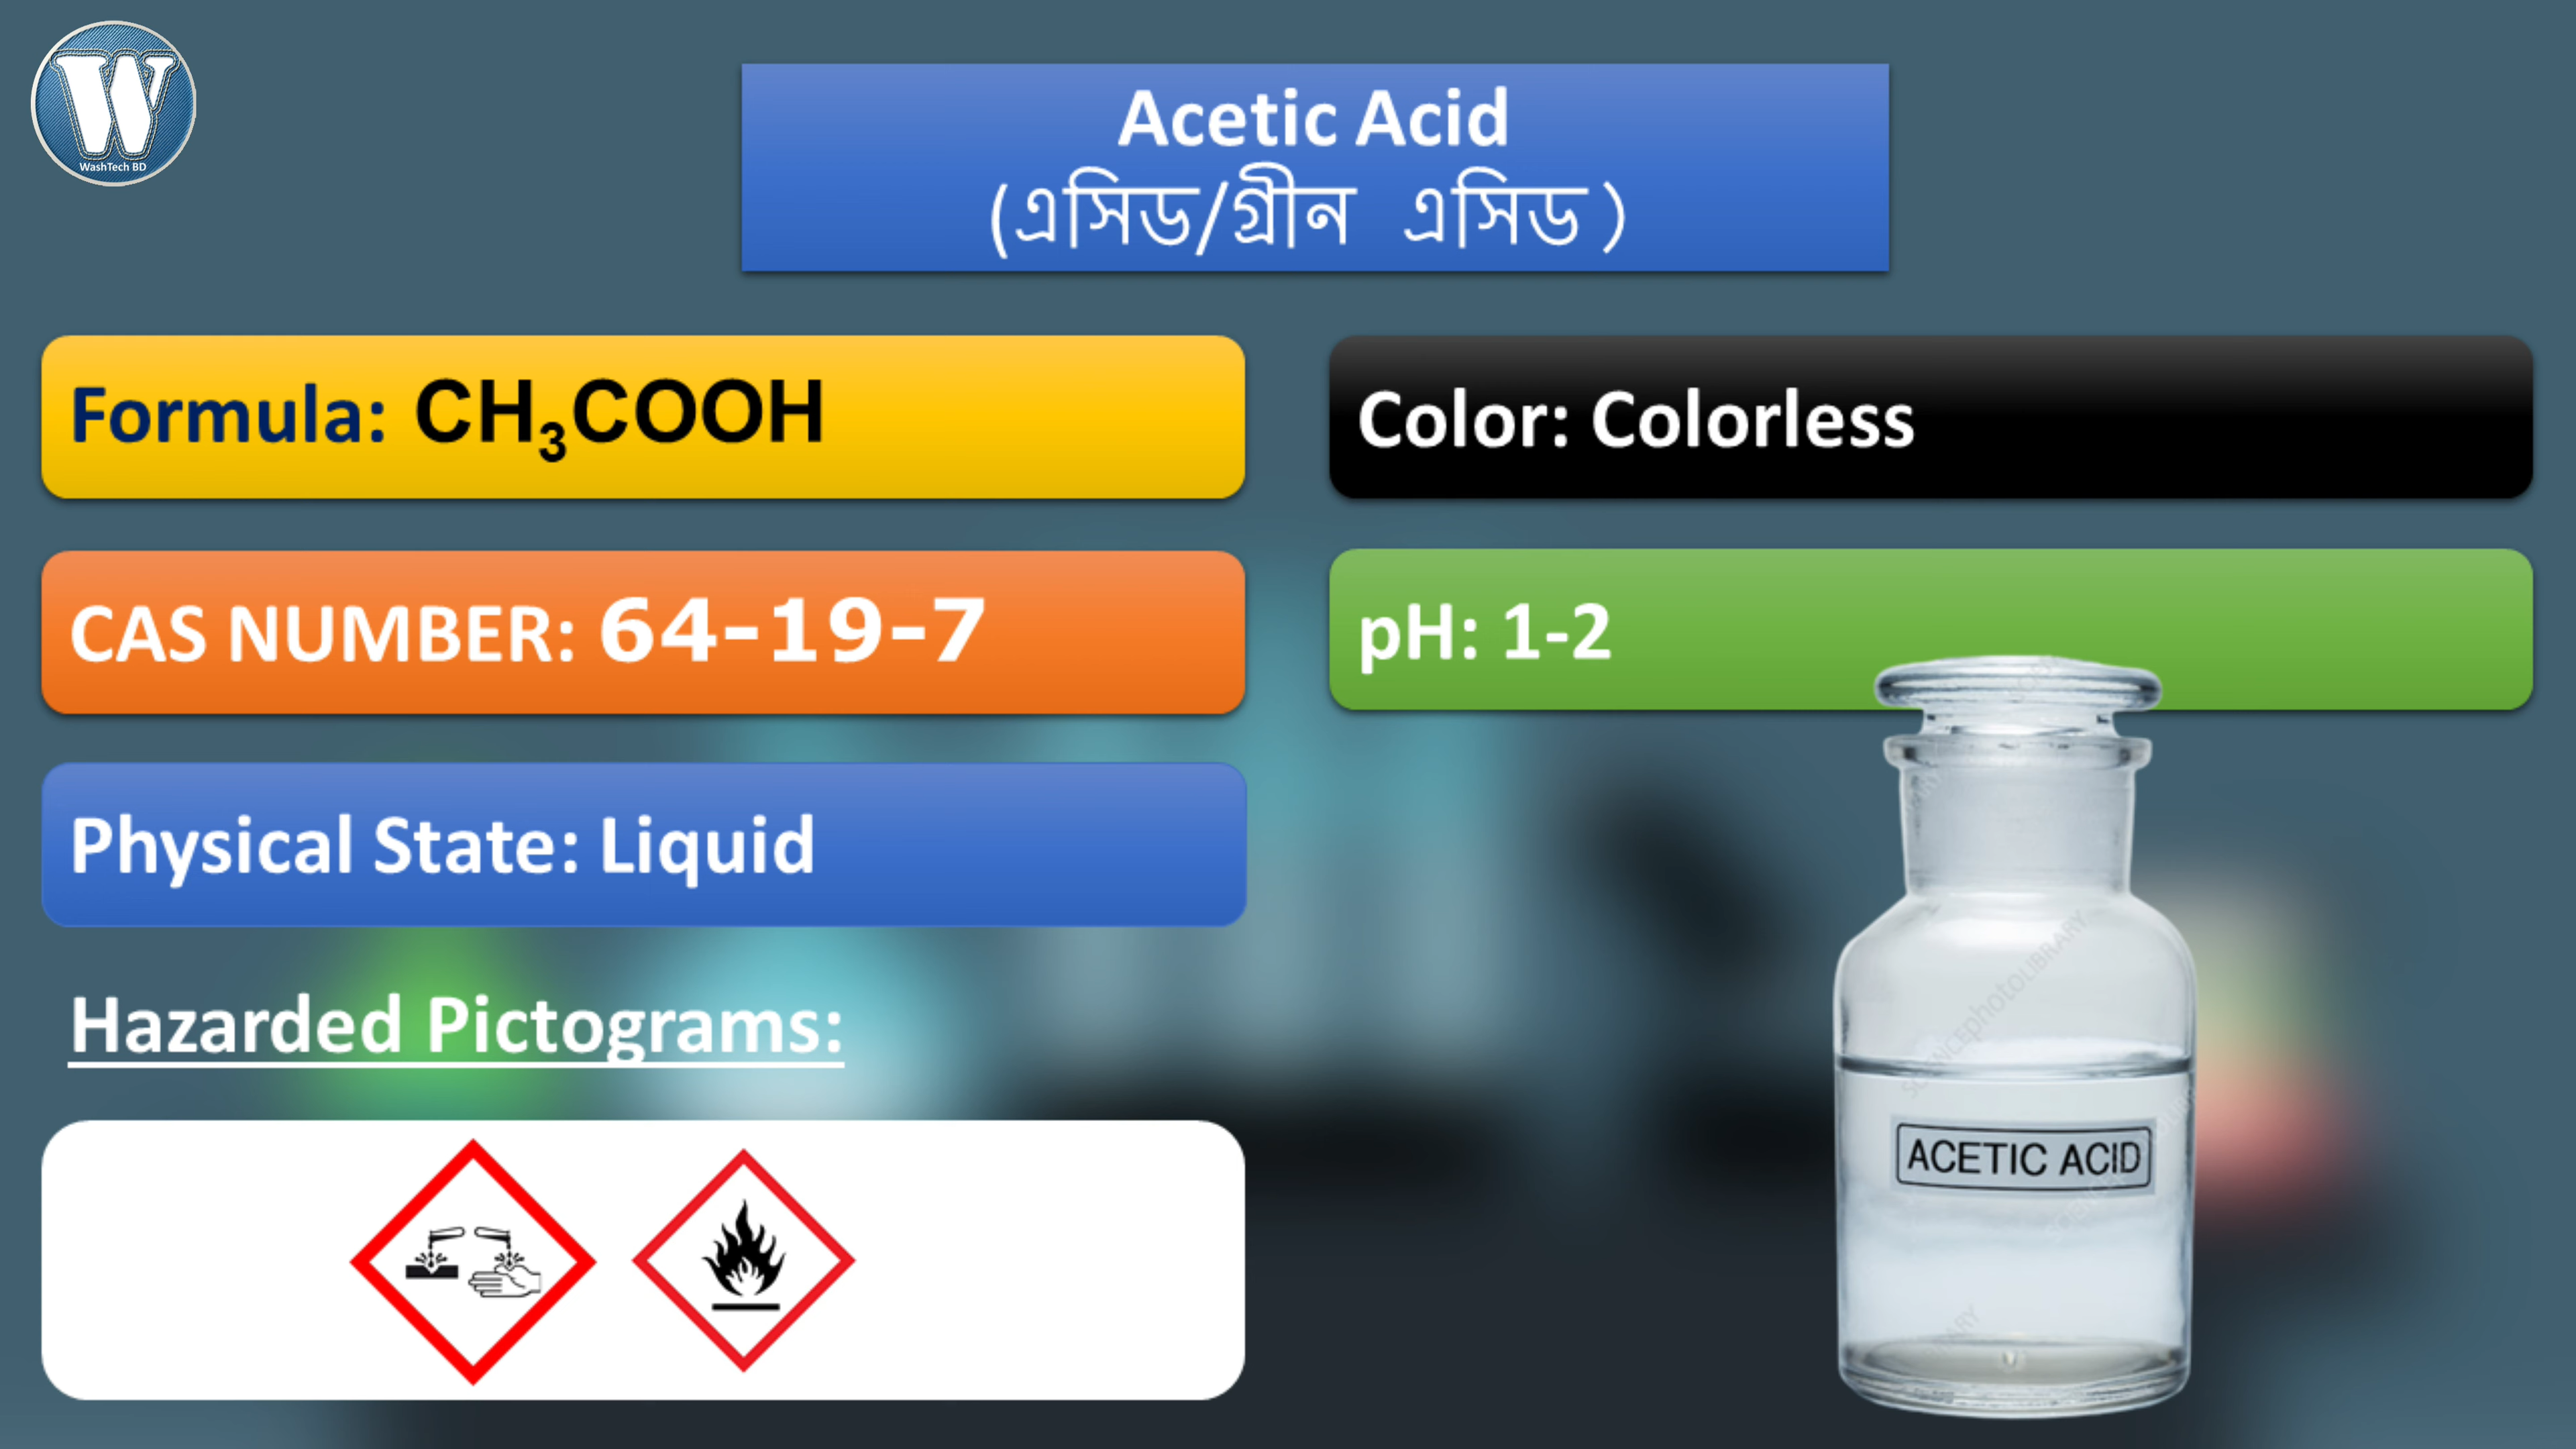 WashTech BD
Acetic Acid
(এসিড/গ্রীন এসিড )
Formula: CH₃COOH
Color: Colorless
CAS NUMBER: 64-19-7
pH: 1-2
Physical State: Liquid
Hazarded Pictograms:
ACETIC ACID
SCIENCEphotoLIBRARY